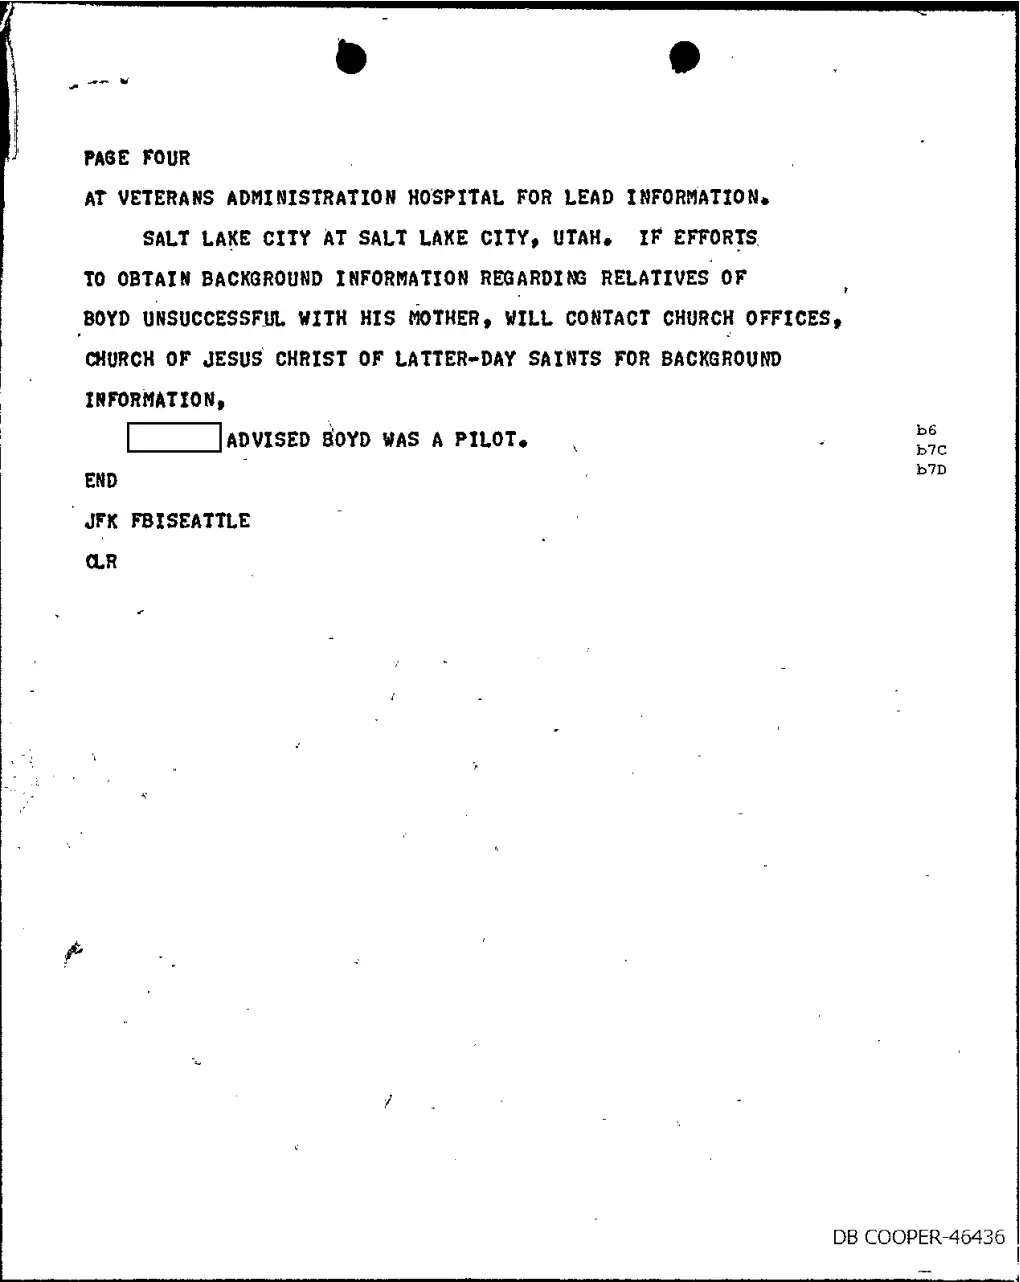 PAGE FOUR
AT VETERANS ADMINISTRATION HOSPITAL FOR LEAD INFORMATION.
SALT LAKE CITY AT SALT LAKE CITY, UTAH. IF EFFORTS
TO OBTAIN BACKGROUND INFORMATION REGARDING RELATIVES OF
BOYD UNSUCCESSFUL WITH HIS MOTHER, WILL CONTACT CHURCH OFFICES,
CHURCH OF JESUS CHRIST OF LATTER-DAY SAINTS FOR BACKGROUND
INFORMATION,
ADVISED BOYD WAS A PILOT.
b6
b7C
b7D
END
JFK FBISEATTLE
CLR
DB COOPER-46436